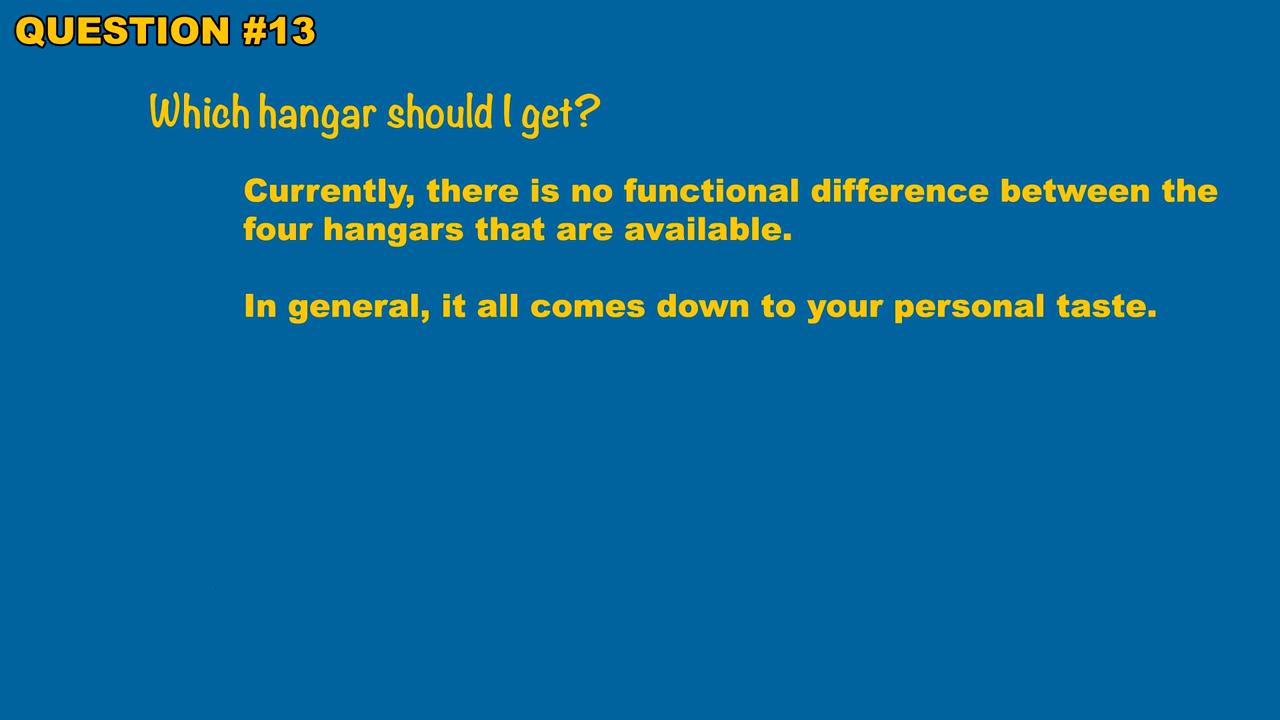 QUESTION #13
Which hangar should I get?
Currently, there is no functional difference between the
four hangars that are available.
In general, it all comes down to your personal taste.